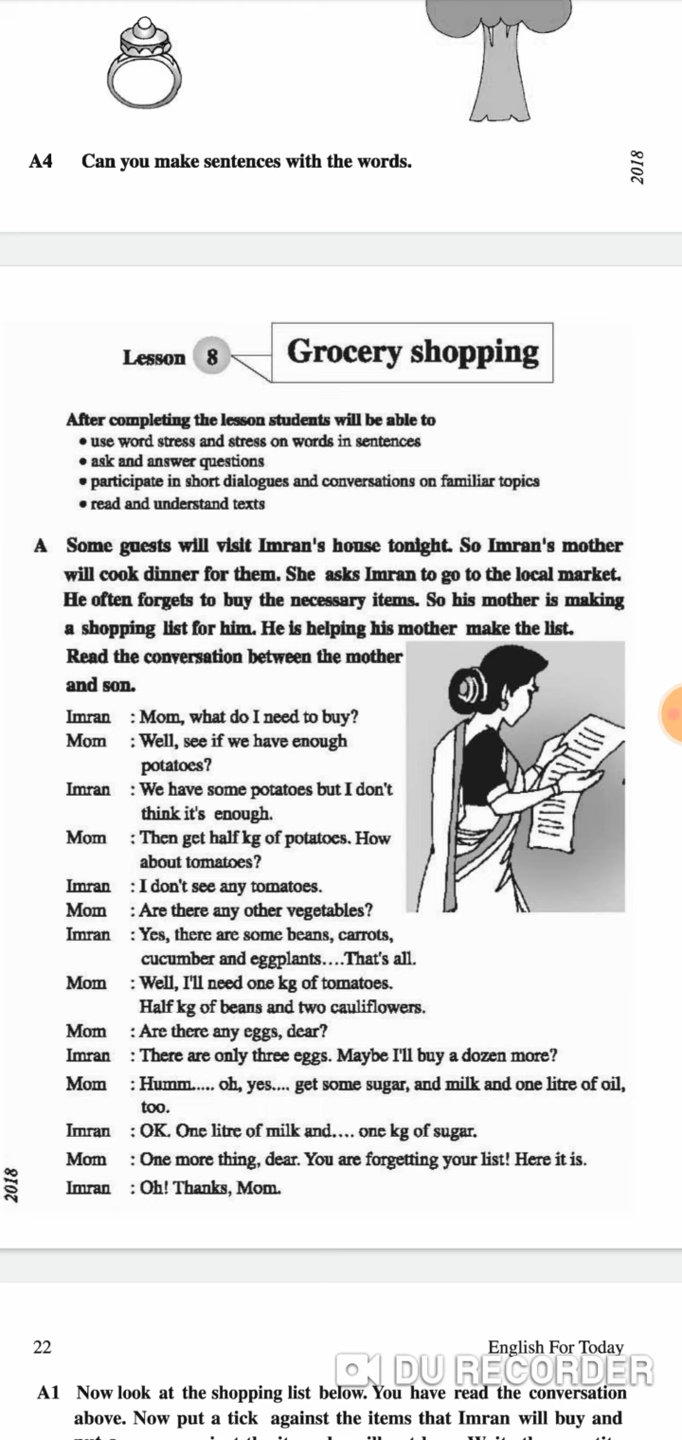 A4 Can you make sentences with the words.
2018
Lesson 8 Grocery shopping
After completing the lesson students will be able to
• use word stress and stress on words in sentences
• ask and answer questions
• participate in short dialogues and conversations on familiar topics
• read and understand texts
A Some guests will visit Imran's house tonight. So Imran's mother
will cook dinner for them. She asks Imran to go to the local market.
He often forgets to buy the necessary items. So his mother is making
a shopping list for him. He is helping his mother make the list.
Read the conversation between the mother
and son.
Imran : Mom, what do I need to buy?
Mom : Well, see if we have enough
potatoes?
Imran : We have some potatoes but I don't
think it's enough.
Mom : Then get half kg of potatoes. How
about tomatoes?
Imran : I don't see any tomatoes.
Mom : Are there any other vegetables?
Imran : Yes, there are some beans, carrots,
cucumber and eggplants....That's all.
Mom : Well, I'll need one kg of tomatoes.
Half kg of beans and two cauliflowers.
Mom : Are there any eggs, dear?
Imran : There are only three eggs. Maybe I'll buy a dozen more?
Mom : Humm..... oh, yes.... get some sugar, and milk and one litre of oil,
too.
Imran : OK. One litre of milk and.... one kg of sugar.
Mom : One more thing, dear. You are forgetting your list! Here it is.
Imran : Oh! Thanks, Mom.
2018
22 English For Today
DU RECORDER
A1 Now look at the shopping list below. You have read the conversation
above. Now put a tick against the items that Imran will buy and